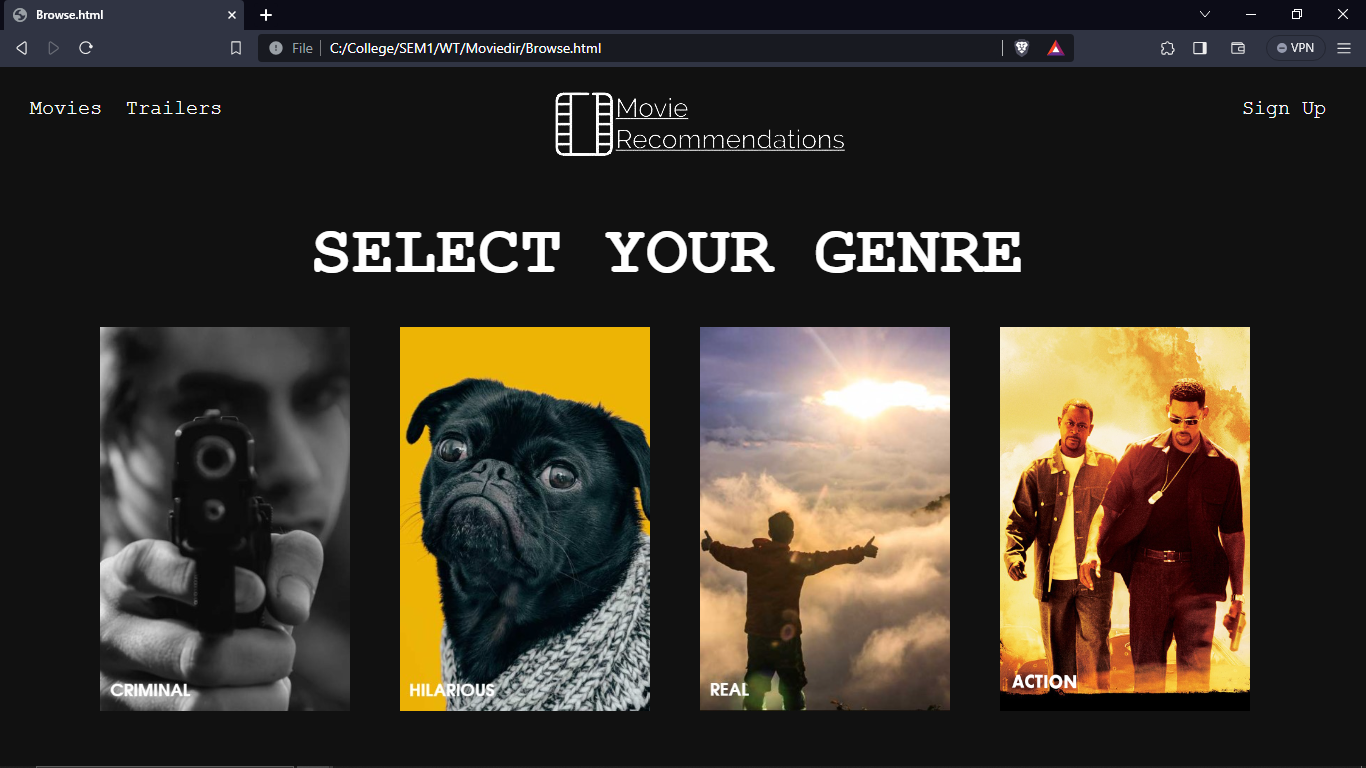 Browse.html
File
C:/College/SEM1/WT/Moviedir/Browse.html
VPN
Movies
Trailers
Movie
Recommendations
Sign Up
SELECT YOUR GENRE
CRIMINAL
HILARIOUS
REAL
ACTION